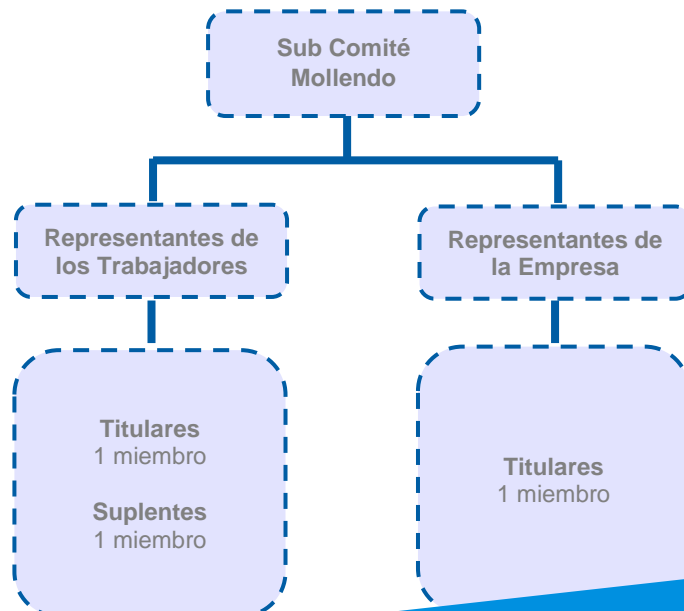 Sub Comité
Mollendo
Representantes de
los Trabajadores
Representantes de
la Empresa
Titulares
1 miembro
Suplentes
1 miembro
Titulares
1 miembro